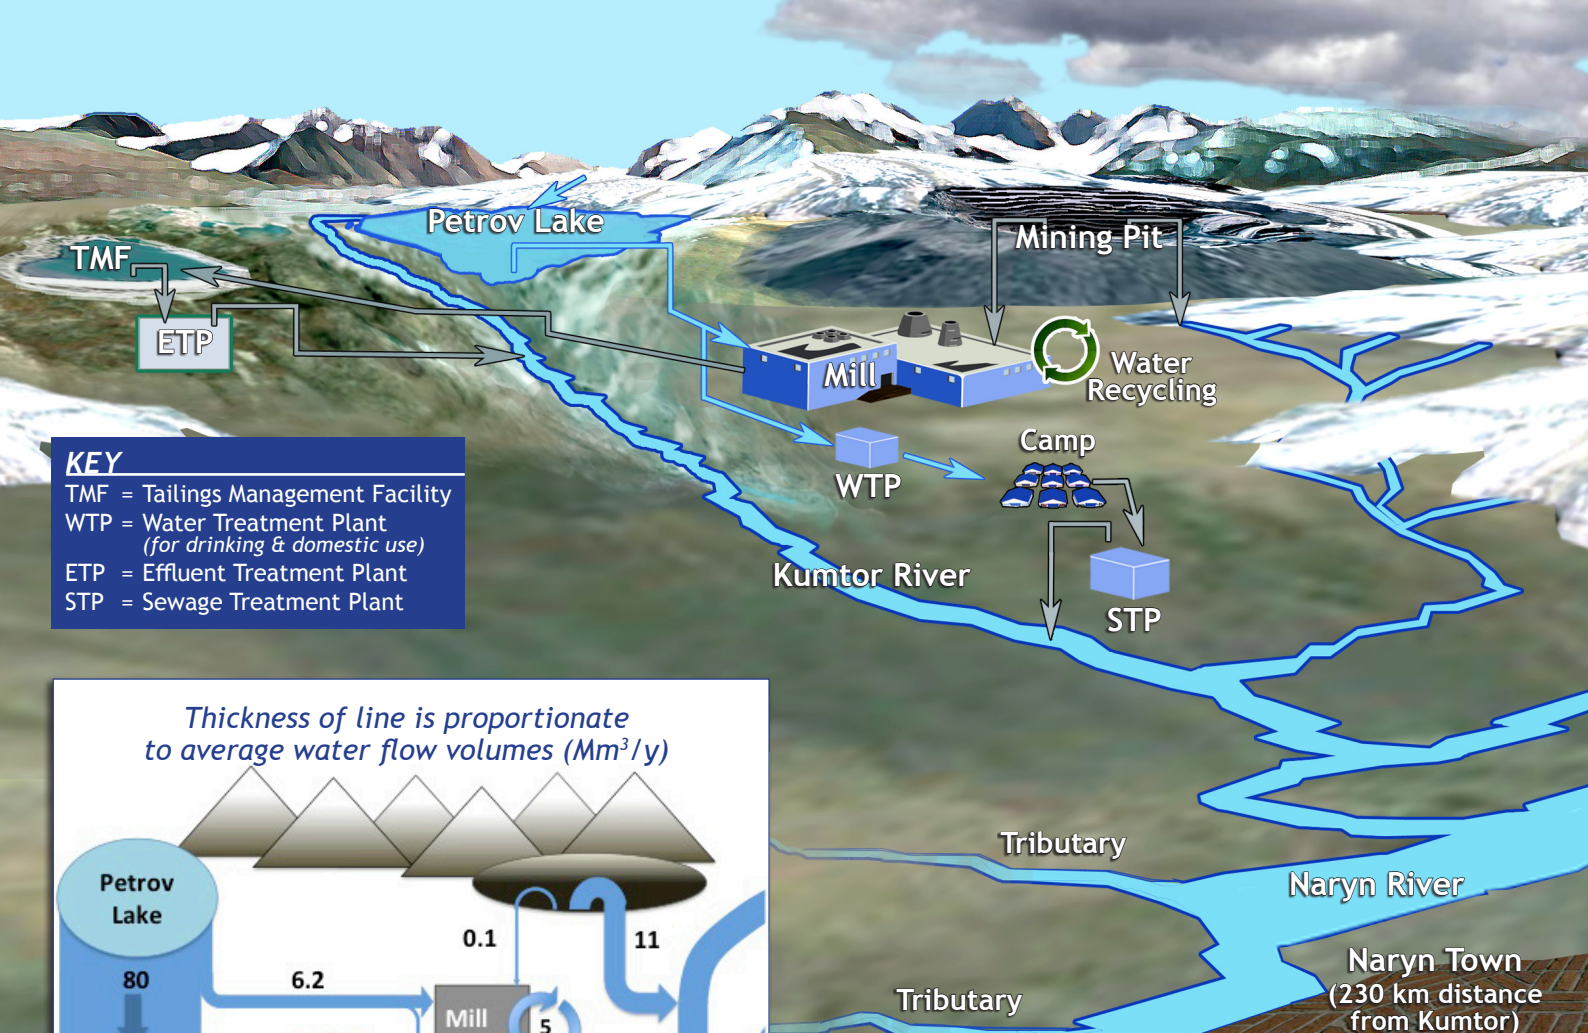 Petrov Lake
Mining Pit
TMF
ETP
Mill
Water
Recycling
Camp
WTP
KEY
TMF = Tailings Management Facility
WTP = Water Treatment Plant
(for drinking & domestic use)
ETP = Effluent Treatment Plant
STP = Sewage Treatment Plant
Kumtor River
STP
Thickness of line is proportionate
to average water flow volumes (Mm³/y)
Tributary
Naryn River
Petrov
Lake
0.1
11
80
6.2
Mill
5
Tributary
Naryn Town
(230 km distance
from Kumtor)